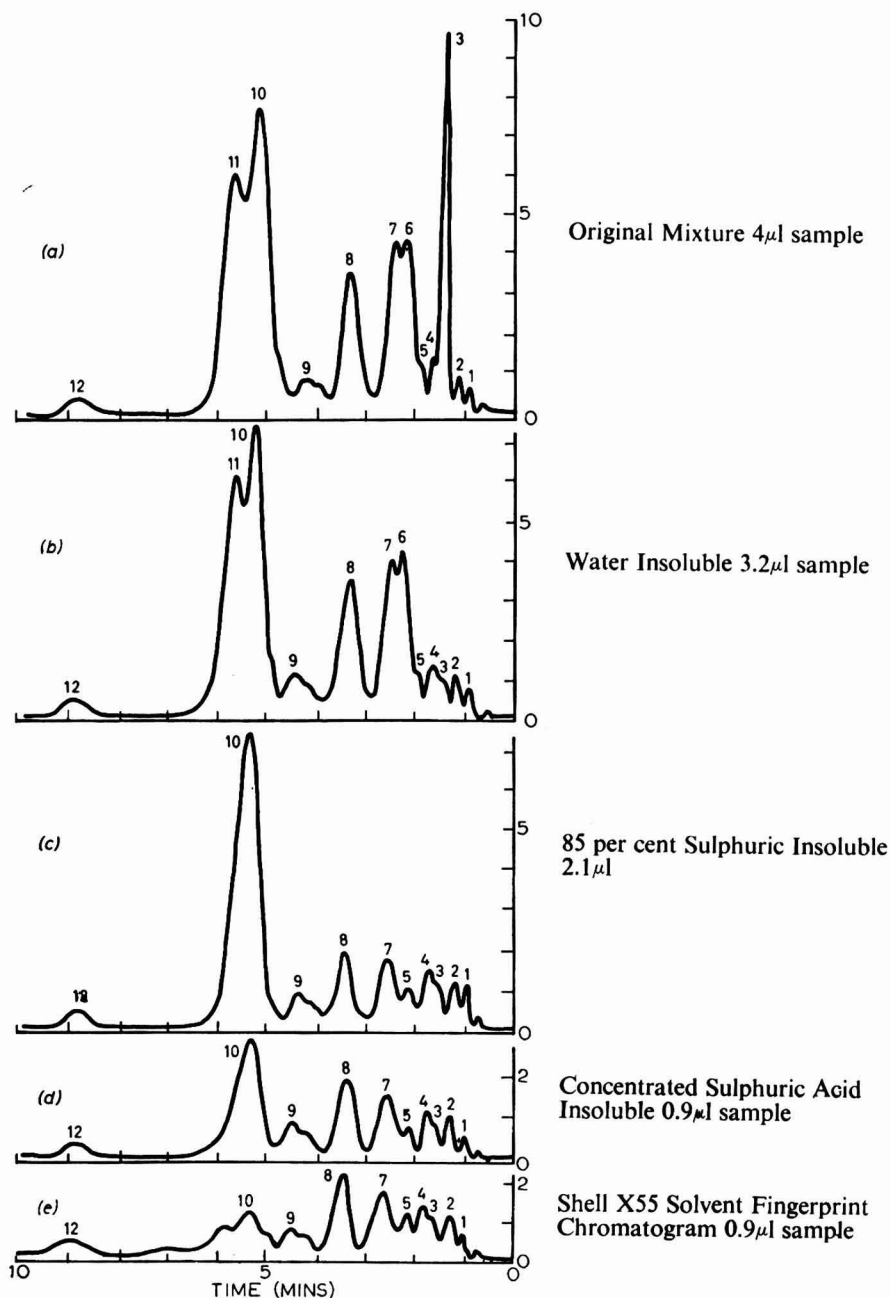 10
3
10
11
7 6
5
(a)
Original Mixture 4μl sample
8
4
5
9
2
1
12
10
0
10
11
6
7
5
(b)
Water Insoluble 3.2μl sample
8
9
5 4 3 2 1
12
0
10
5
(c)
85 per cent Sulphuric Insoluble
2.1μl
8
7
4 3 2 1
5
9
12
0
10
8
2
(d)
Concentrated Sulphuric Acid
Insoluble 0.9μl sample
7
9
5 4 3 2 1
12
0
8
7
2
(e)
Shell X55 Solvent Fingerprint
Chromatogram 0.9μl sample
10
9
5 4 3 2 1
12
10
5
0
0
TIME (MINS)